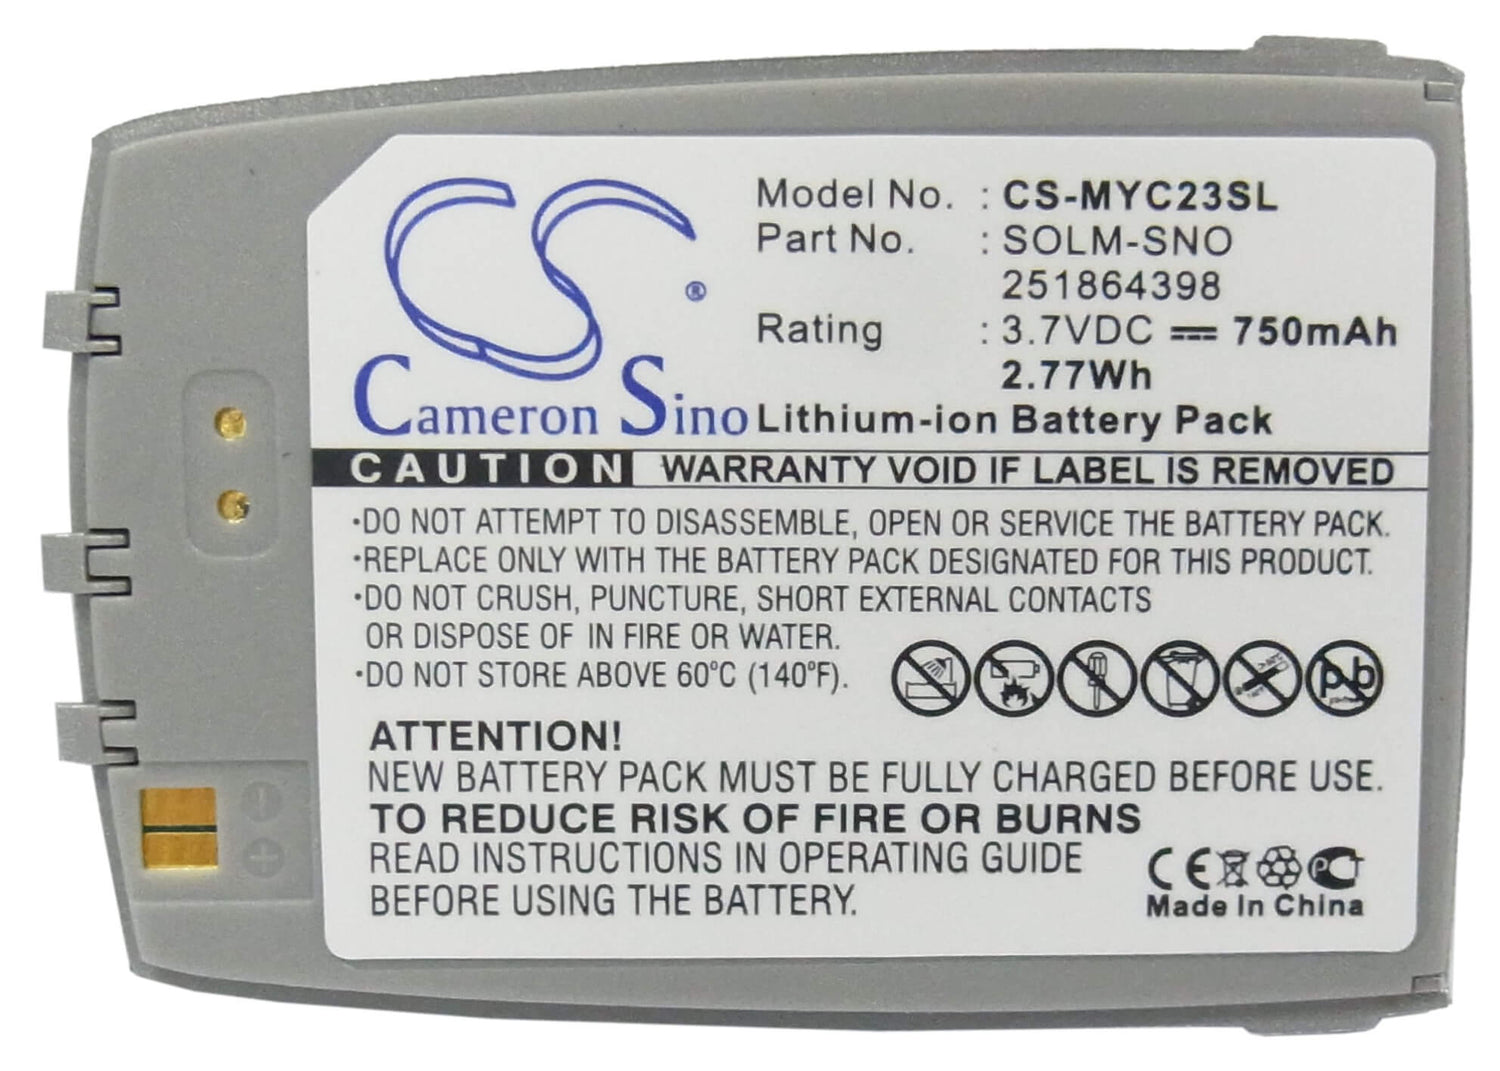 CS ®
Cameron Sino
Model No. : CS-MYC23SL
Part No. : SOLM-SNO
251864398
Rating : 3.7VDC ⎓ 750mAh
2.77Wh
Lithium-ion Battery Pack
CAUTION WARRANTY VOID IF LABEL IS REMOVED
·DO NOT ATTEMPT TO DISASSEMBLE, OPEN OR SERVICE THE BATTERY PACK.
·REPLACE ONLY WITH THE BATTERY PACK DESIGNATED FOR THIS PRODUCT.
·DO NOT CRUSH, PUNCTURE, SHORT EXTERNAL CONTACTS
OR DISPOSE OF IN FIRE OR WATER.
·DO NOT STORE ABOVE 60°C (140°F).
Pb
ATTENTION!
NEW BATTERY PACK MUST BE FULLY CHARGED BEFORE USE.
TO REDUCE RISK OF FIRE OR BURNS
READ INSTRUCTIONS IN OPERATING GUIDE
BEFORE USING THE BATTERY.
CE PCT
Made in China
- 
+